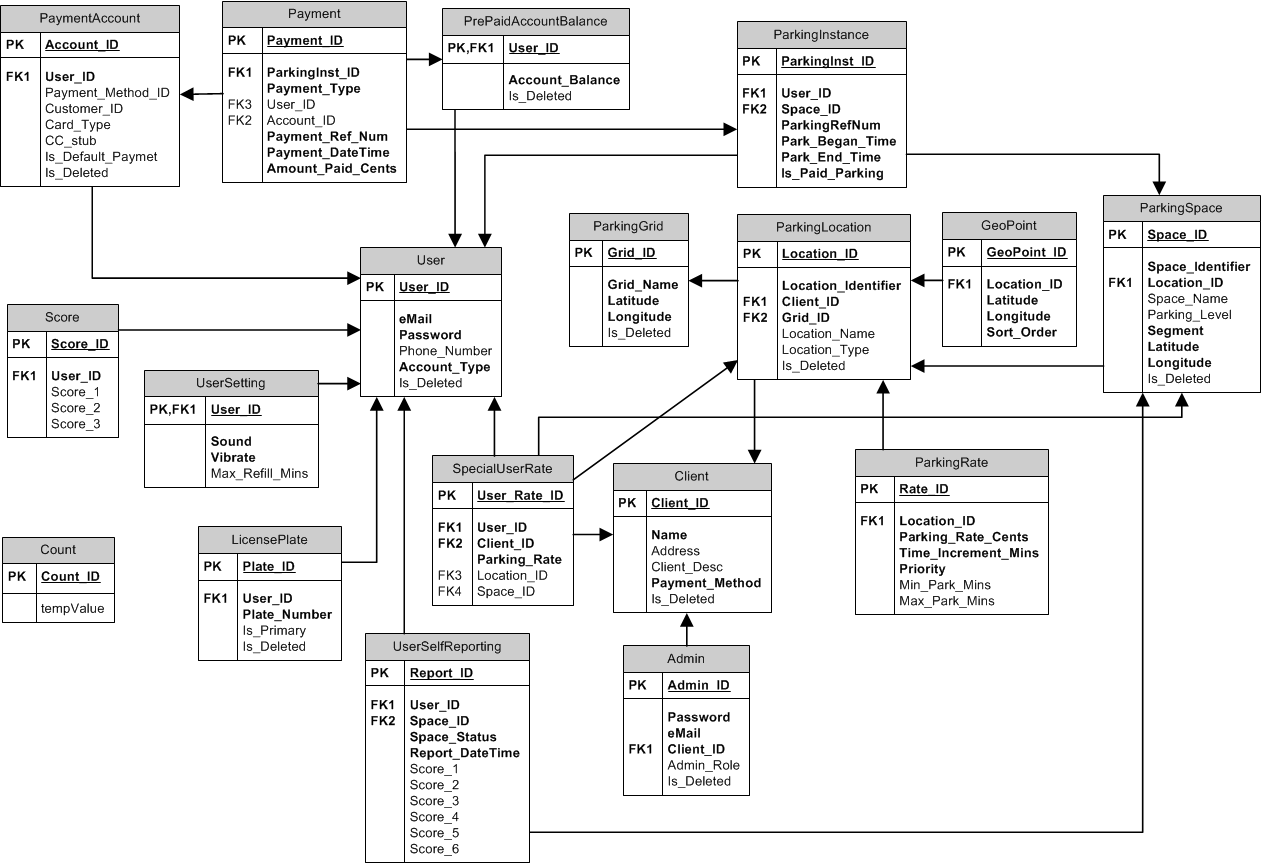 PaymentAccount
PK Account_ID
FK1 User_ID
Payment_Method_ID
Customer_ID
Card_Type
CC_stub
Is_Default_Paymet
Is_Deleted
Payment
PK Payment_ID
FK1 ParkingInst_ID
Payment_Type
FK3 User_ID
FK2 Account_ID
Payment_Ref_Num
Payment_DateTime
Amount_Paid_Cents
PrePaidAccountBalance
PK,FK1 User_ID
Account_Balance
Is_Deleted
ParkingInstance
PK ParkingInst_ID
FK1 User_ID
FK2 Space_ID
ParkingRefNum
Park_Began_Time
Park_End_Time
Is_Paid_Parking
ParkingSpace
PK Space_ID
Space_Identifier
FK1 Location_ID
Space_Name
Parking_Level
Segment
Latitude
Longitude
Is_Deleted
User
PK User_ID
eMail
Password
Phone_Number
Account_Type
Is_Deleted
ParkingGrid
PK Grid_ID
Grid_Name
Latitude
Longitude
Is_Deleted
ParkingLocation
PK Location_ID
Location_Identifier
FK1 Client_ID
FK2 Grid_ID
Location_Name
Location_Type
Is_Deleted
GeoPoint
PK GeoPoint_ID
FK1 Location_ID
Latitude
Longitude
Sort_Order
Score
PK Score_ID
FK1 User_ID
Score_1
Score_2
Score_3
UserSetting
PK,FK1 User_ID
Sound
Vibrate
Max_Refill_Mins
SpecialUserRate
PK User_Rate_ID
FK1 User_ID
FK2 Client_ID
Parking_Rate
FK3 Location_ID
FK4 Space_ID
Client
PK Client_ID
Name
Address
Client_Desc
Payment_Method
Is_Deleted
ParkingRate
PK Rate_ID
FK1 Location_ID
Parking_Rate_Cents
Time_Increment_Mins
Priority
Min_Park_Mins
Max_Park_Mins
Count
PK Count_ID
tempValue
LicensePlate
PK Plate_ID
FK1 User_ID
Plate_Number
Is_Primary
Is_Deleted
UserSelfReporting
PK Report_ID
FK1 User_ID
FK2 Space_ID
Space_Status
Report_DateTime
Score_1
Score_2
Score_3
Score_4
Score_5
Score_6
Admin
PK Admin_ID
Password
eMail
FK1 Client_ID
Admin_Role
Is_Deleted